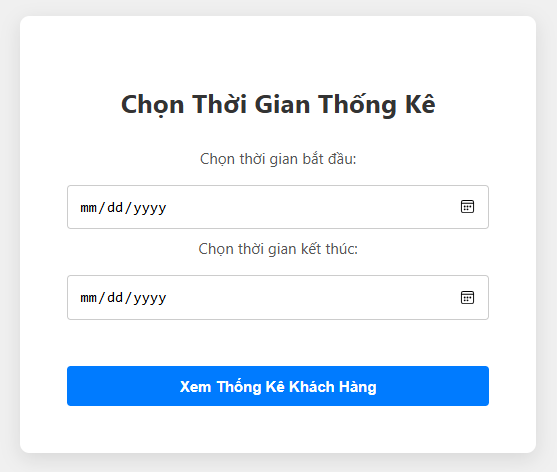 Chọn Thời Gian Thống Kê
Chọn thời gian bắt đầu:
mm/dd/yyyy
Chọn thời gian kết thúc:
mm/dd/yyyy
Xem Thống Kê Khách Hàng